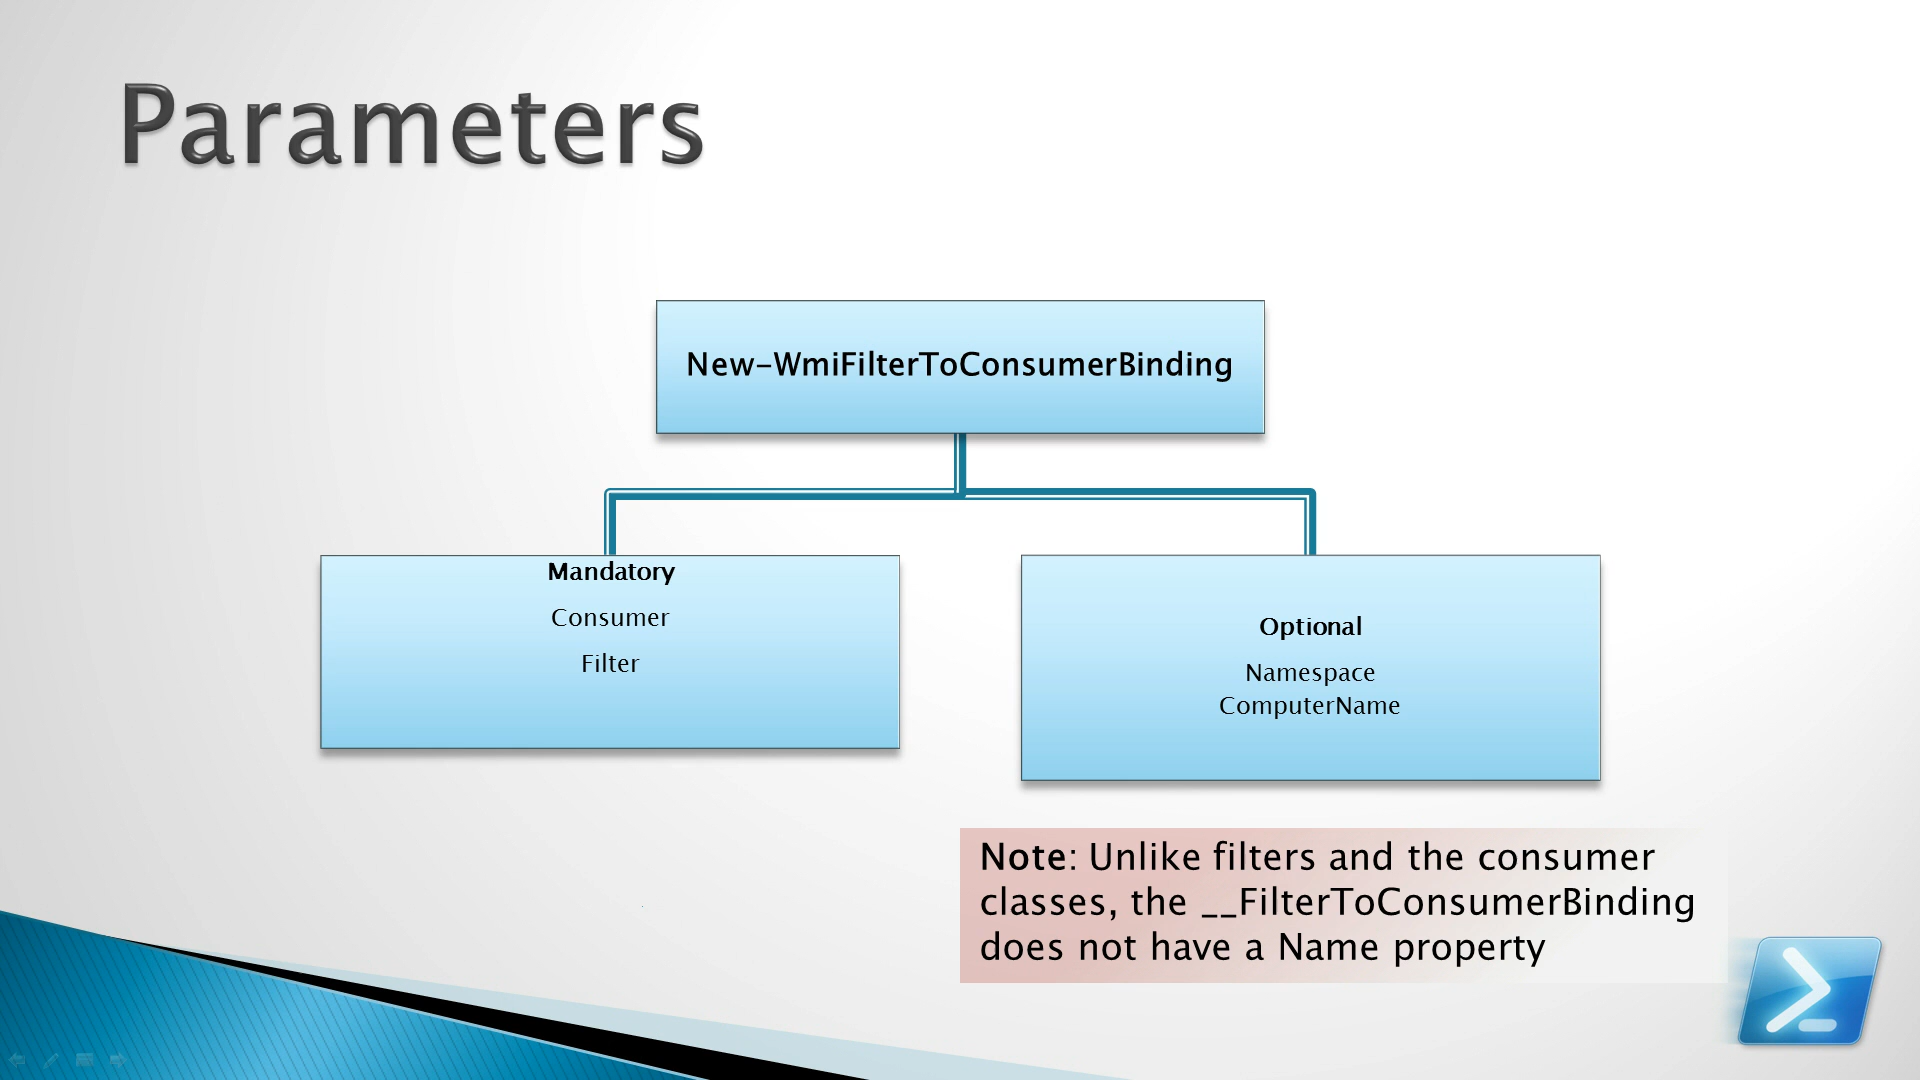 Parameters
New-WmiFilterToConsumerBinding
Mandatory
Consumer
Filter
Optional
Namespace
ComputerName
Note: Unlike filters and the consumer
classes, the __FilterToConsumerBinding
does not have a Name property